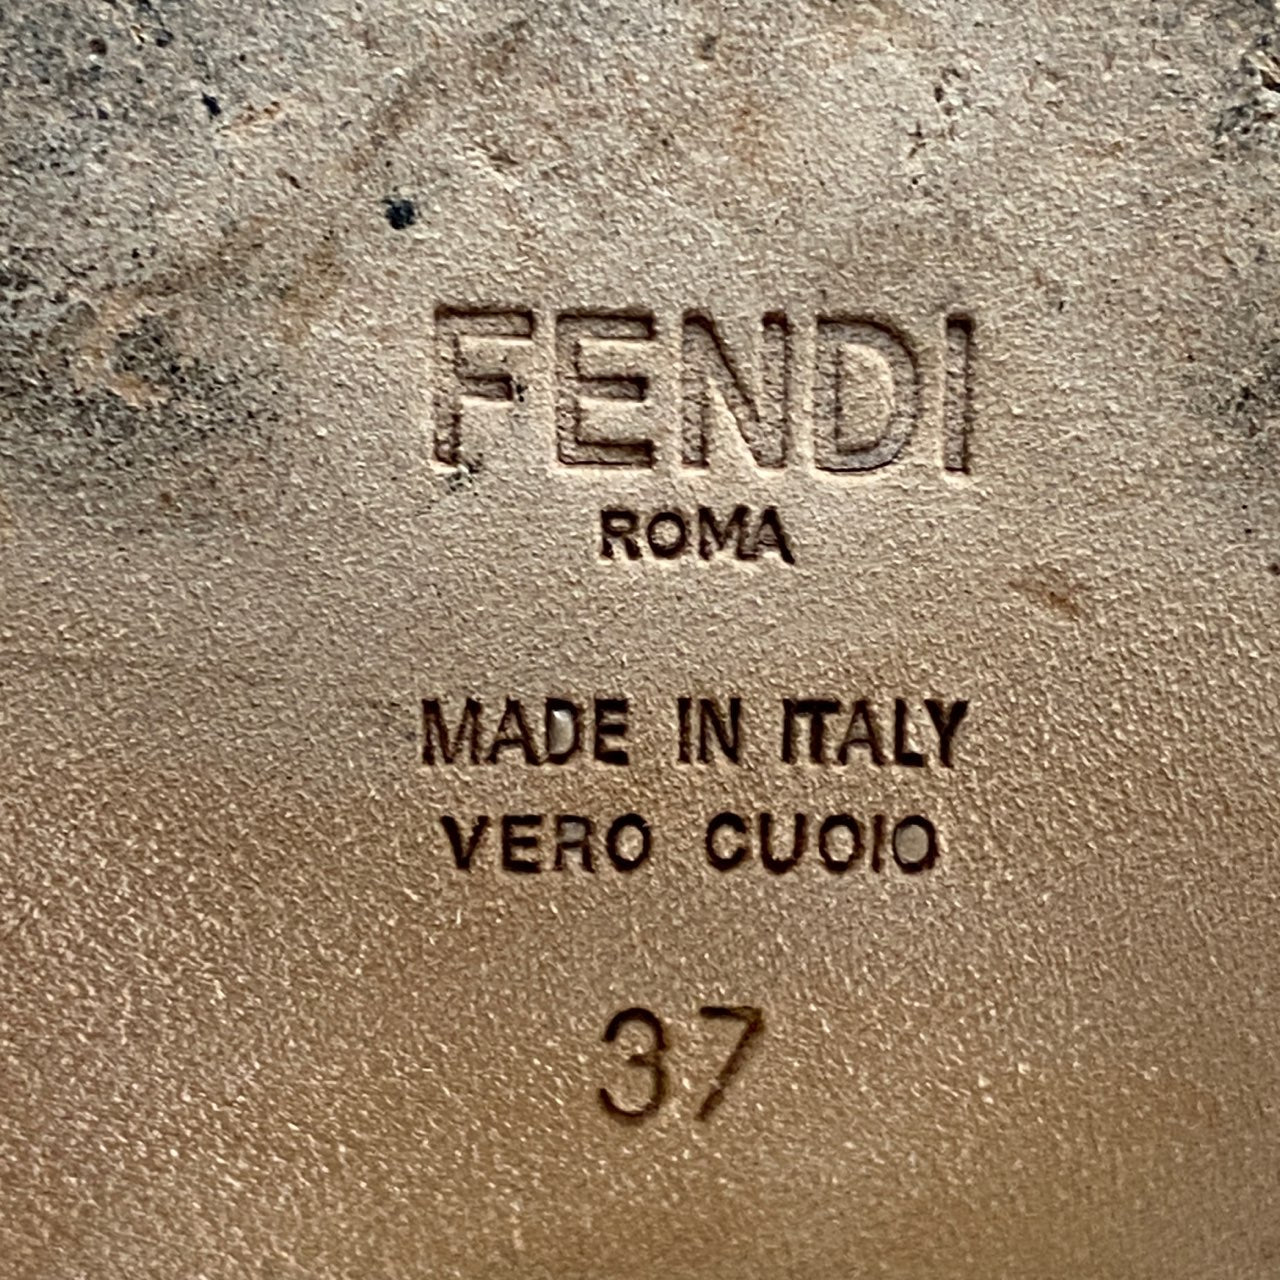 FENDI
ROMA
MADE IN ITALY
VERO CUOIO
37